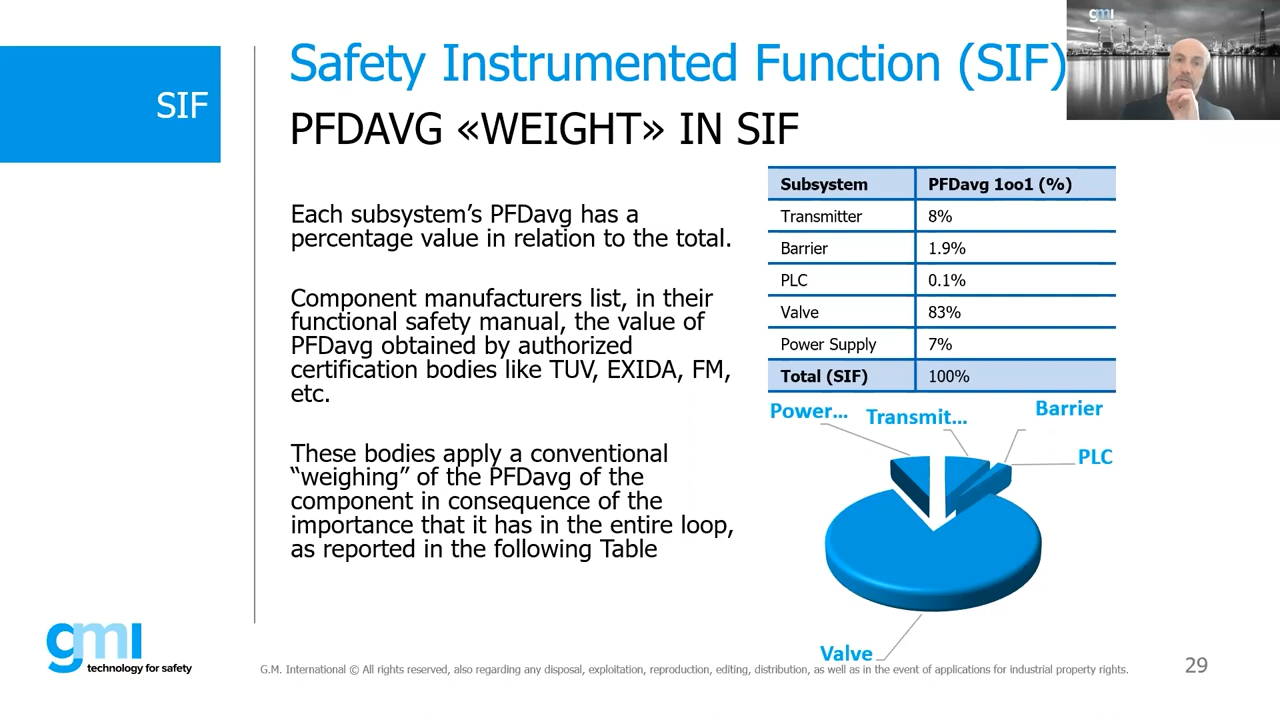 SIF
Safety Instrumented Function (SIF)
PFDAVG «WEIGHT» IN SIF
gmi
Each subsystem’s PFDavg has a
percentage value in relation to the total.
Component manufacturers list, in their
functional safety manual, the value of
PFDavg obtained by authorized
certification bodies like TUV, EXIDA, FM,
etc.
These bodies apply a conventional
“weighing” of the PFDavg of the
component in consequence of the
importance that it has in the entire loop,
as reported in the following Table
Subsystem PFDavg 1oo1 (%)
Transmitter 8%
Barrier 1.9%
PLC 0.1%
Valve 83%
Power Supply 7%
Total (SIF) 100%
Power…
Transmit…
Barrier
PLC
Valve
gmi
technology for safety
G.M. International © All rights reserved, also regarding any disposal, exploitation, reproduction, editing, distribution, as well as in the event of applications for industrial property rights.
29